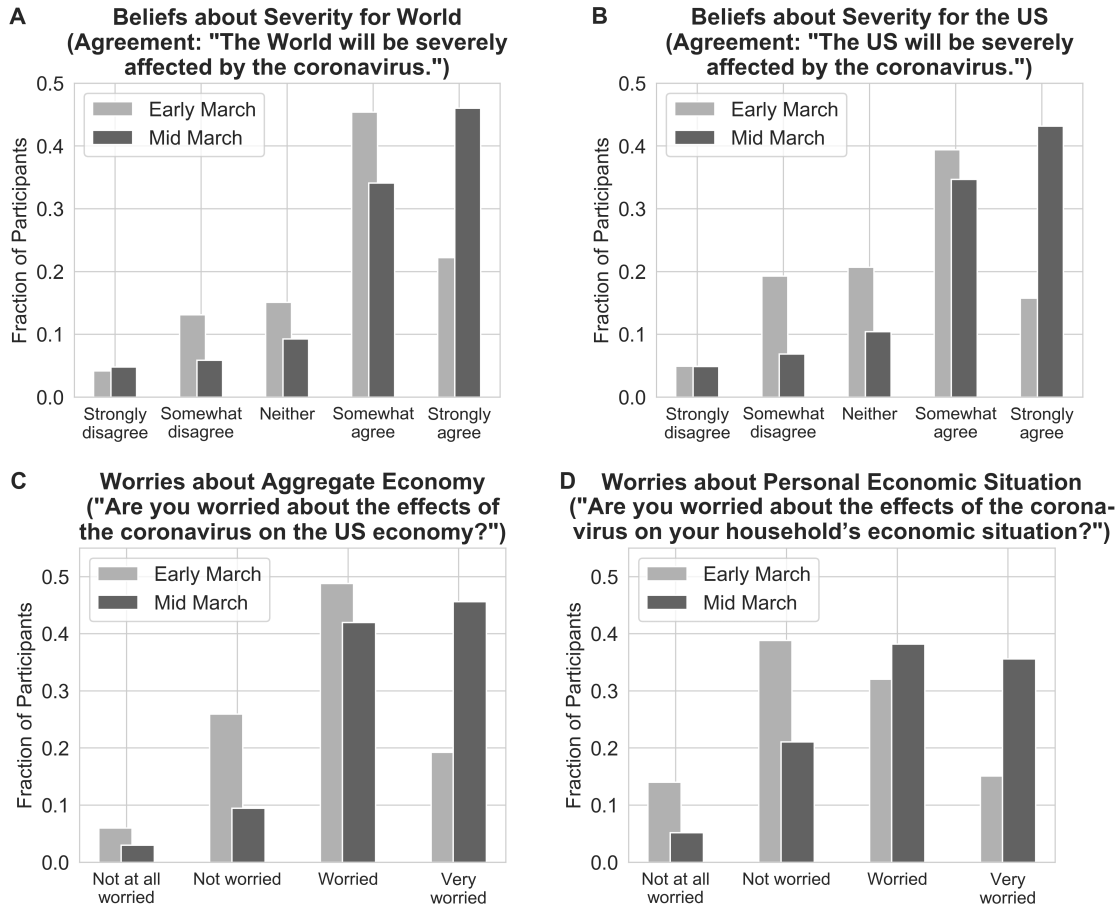 A
Beliefs about Severity for World
(Agreement: "The World will be severely
affected by the coronavirus.")
0.5
0.4
0.3
0.2
0.1
0.0
Fraction of Participants
Early March
Mid March
Strongly disagree
Somewhat disagree
Neither
Somewhat agree
Strongly agree
B
Beliefs about Severity for the US
(Agreement: "The US will be severely
affected by the coronavirus.")
0.5
0.4
0.3
0.2
0.1
0.0
Fraction of Participants
Early March
Mid March
Strongly disagree
Somewhat disagree
Neither
Somewhat agree
Strongly agree
C
Worries about Aggregate Economy
("Are you worried about the effects of
the coronavirus on the US economy?")
0.5
0.4
0.3
0.2
0.1
0.0
Fraction of Participants
Early March
Mid March
Not at all worried
Not worried
Worried
Very worried
D
Worries about Personal Economic Situation
("Are you worried about the effects of the corona-
virus on your household’s economic situation?")
0.5
0.4
0.3
0.2
0.1
0.0
Fraction of Participants
Early March
Mid March
Not at all worried
Not worried
Worried
Very worried